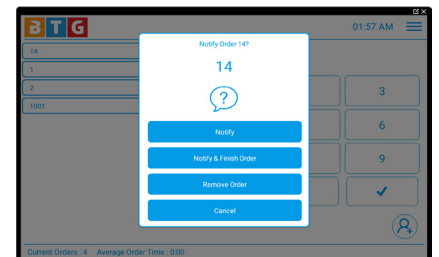 BTG
01:57 AM
14
1
2
1001
Notify Order 14?
14
?
Notify
Notify & Finish Order
Remove Order
Cancel
3
6
9
Current Orders : 4 Average Order Time : 0:00